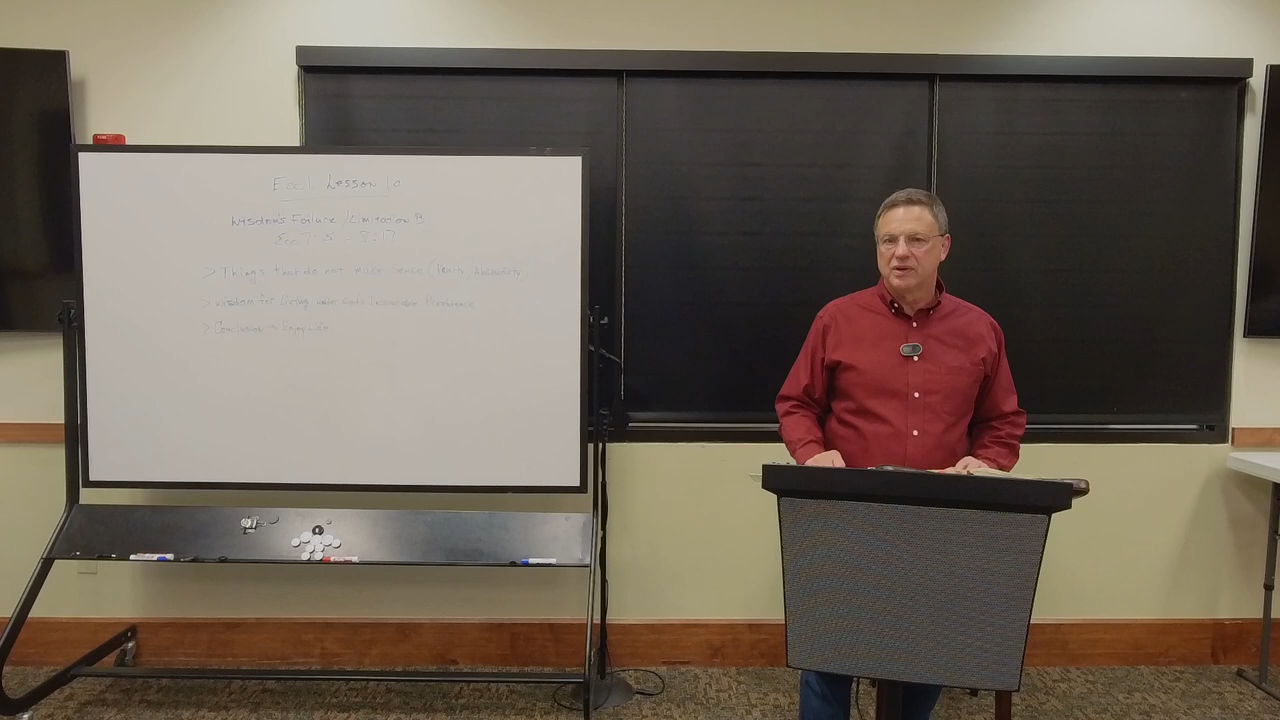 Eccl Lesson 10
Wisdom's Failure / Limitation B
Ecc 7:15 - 8:17
> Things that do not make Sense (Vanity, Absurdity)
> Wisdom for Living under God's Inscrutable Providence
> Conclusion → Enjoy Life